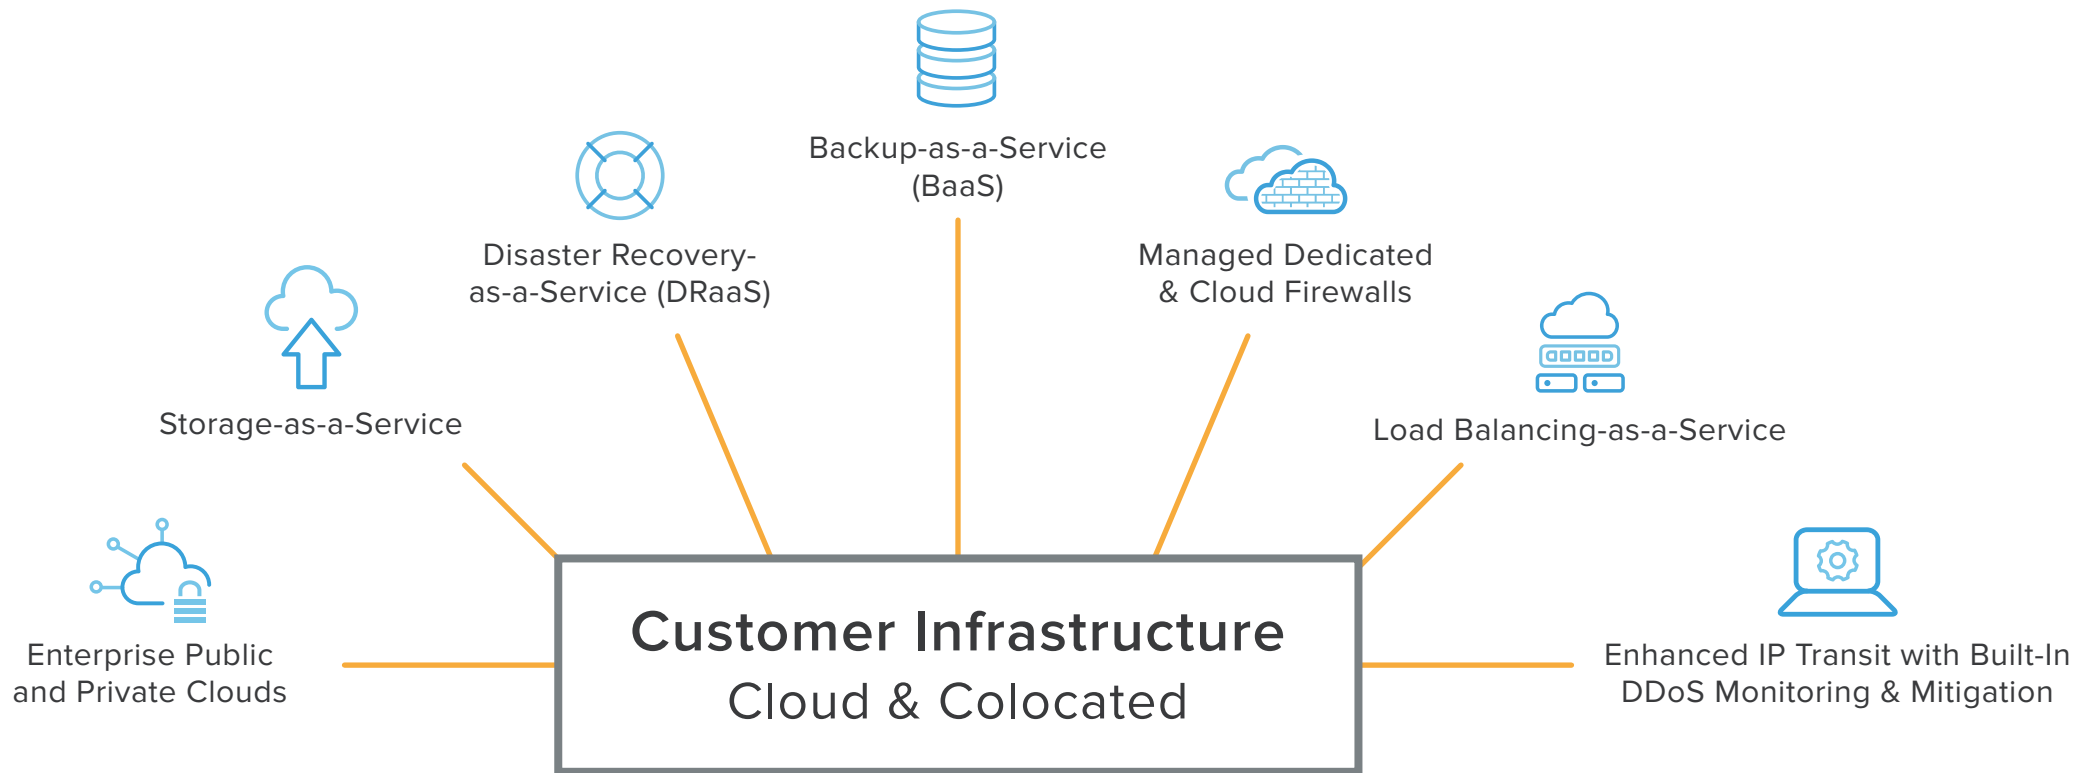 Backup-as-a-Service
(BaaS)
Disaster Recovery-
as-a-Service (DRaaS)
Managed Dedicated
& Cloud Firewalls
Storage-as-a-Service
Load Balancing-as-a-Service
Enterprise Public
and Private Clouds
Customer Infrastructure
Cloud & Colocated
Enhanced IP Transit with Built-In
DDoS Monitoring & Mitigation